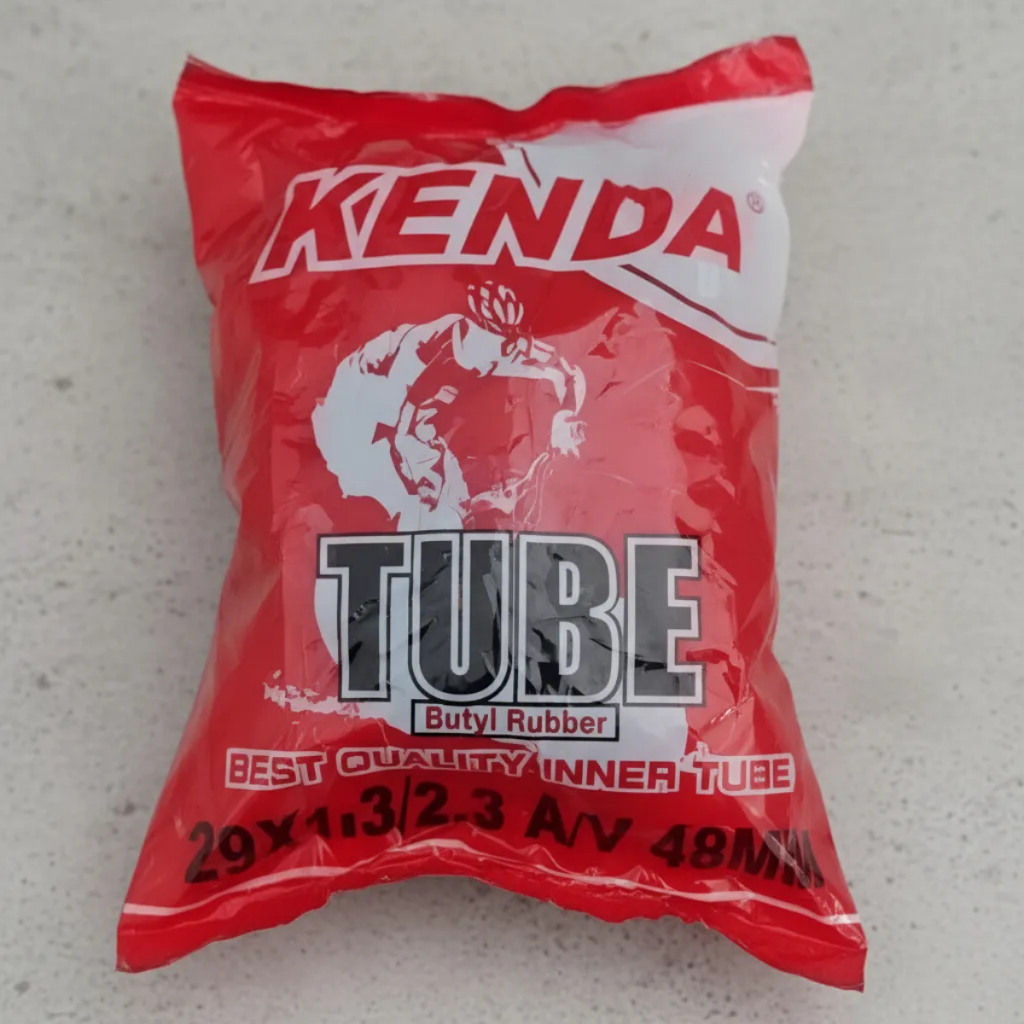 KENDA®
TUBE
Butyl Rubber
BEST QUALITY INNER TUBE
29X1.3/2.3 A/V 48MM